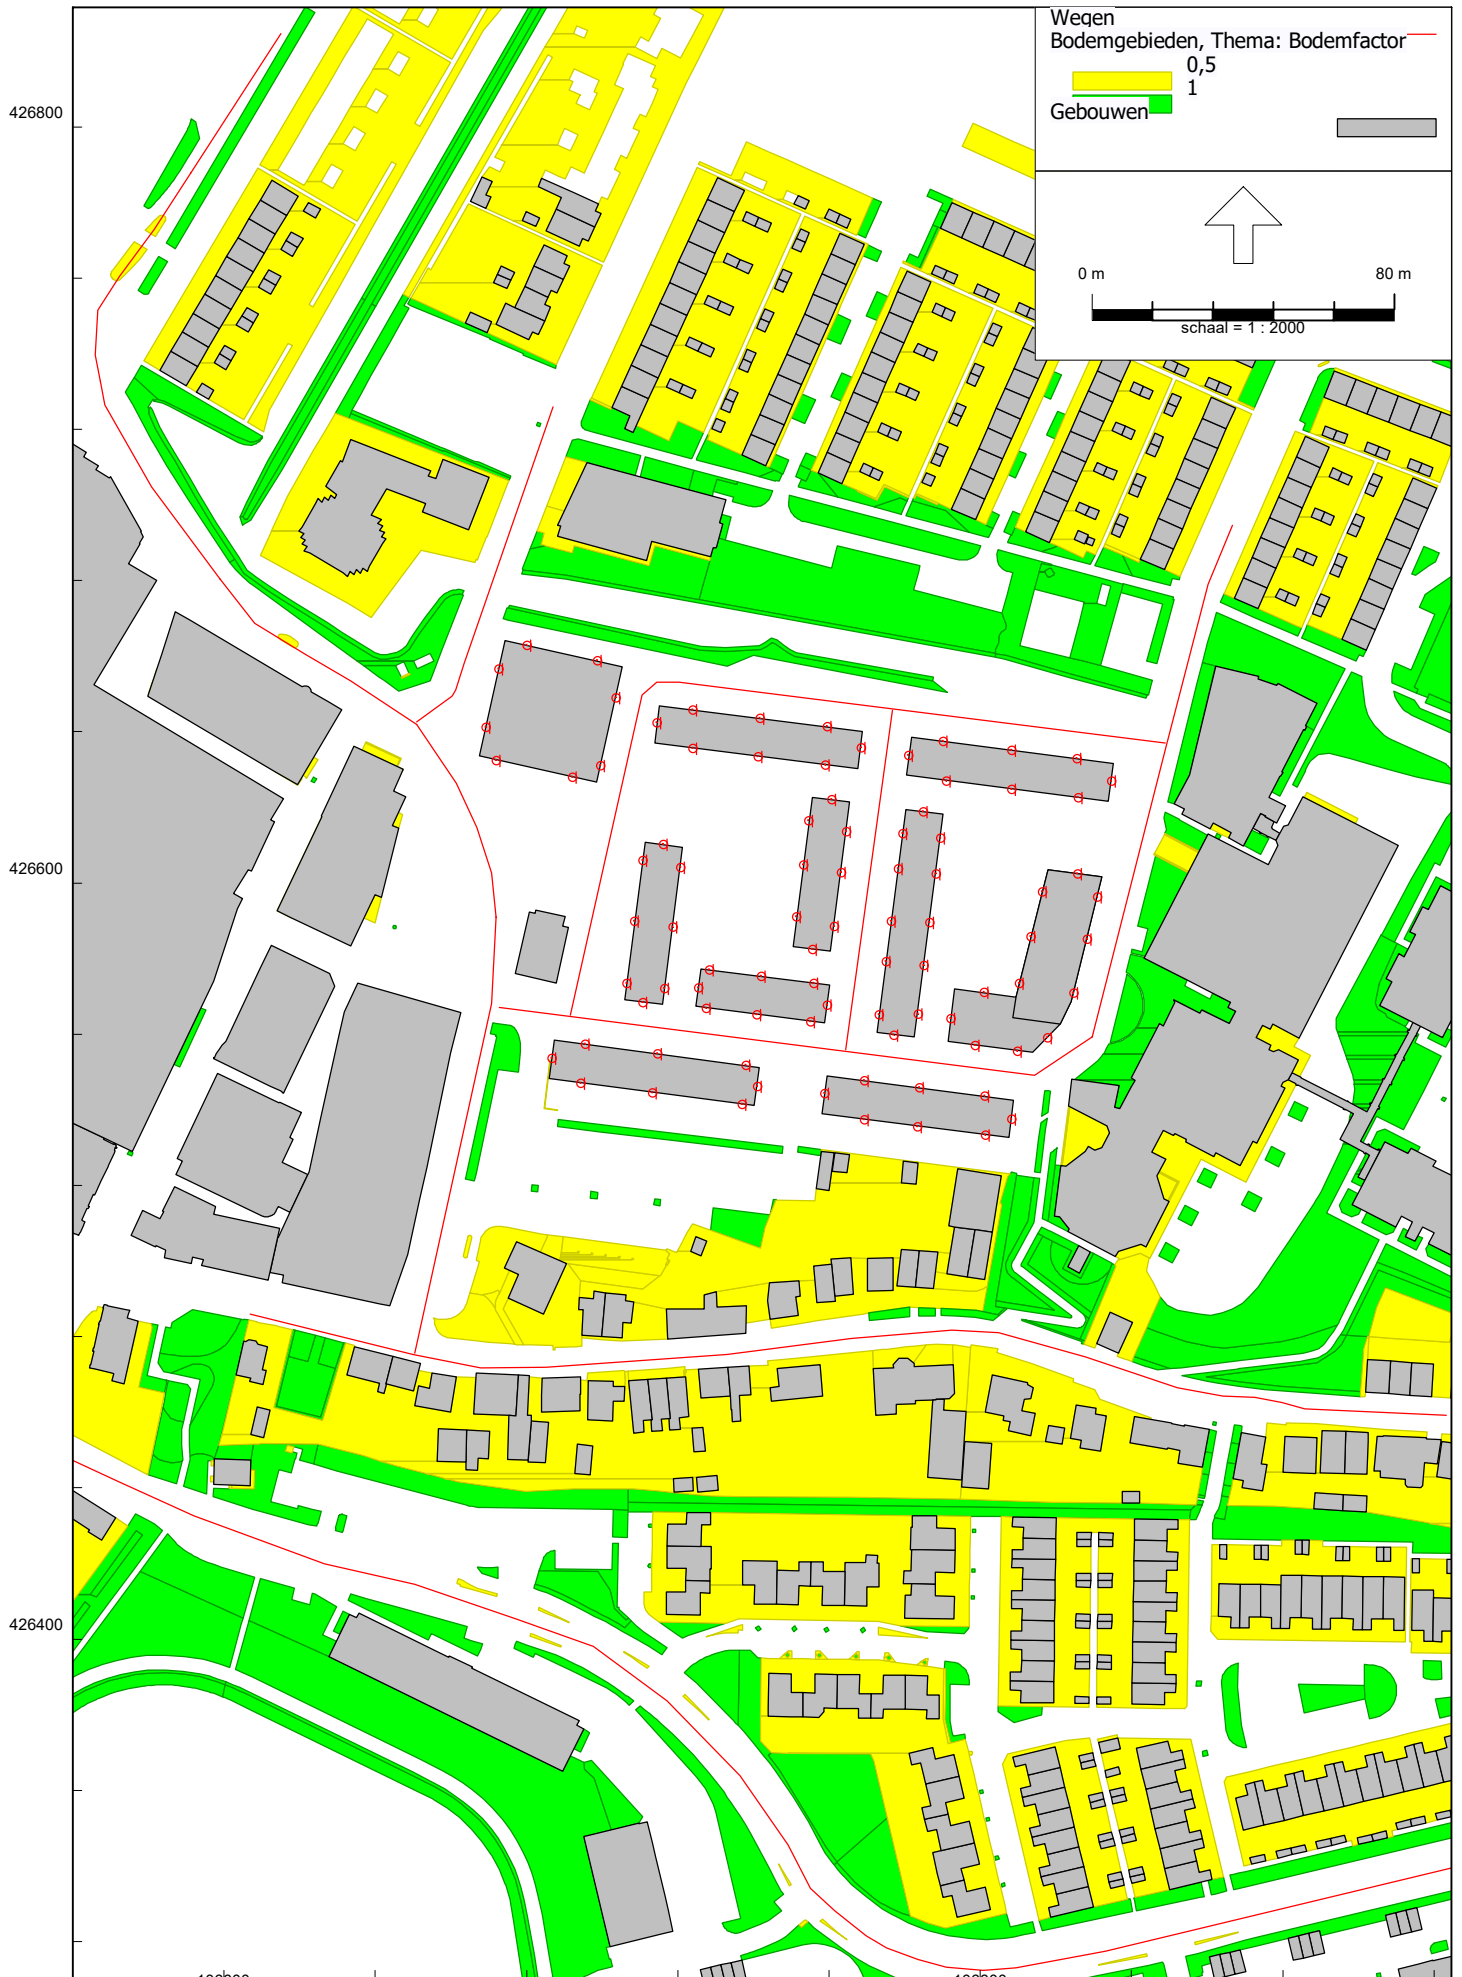 Wegen
Bodemgebieden, Thema: Bodemfactor
0,5
1
Gebouwen
0 m 80 m
schaal = 1 : 2000
426800
426600
426400